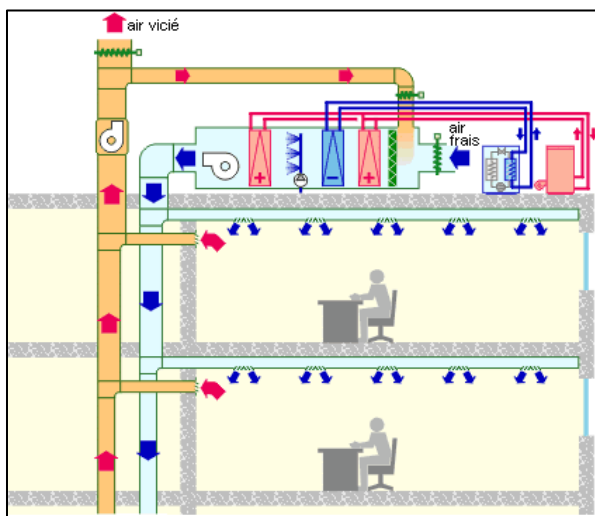 air vicié
air
frais
+
−
+